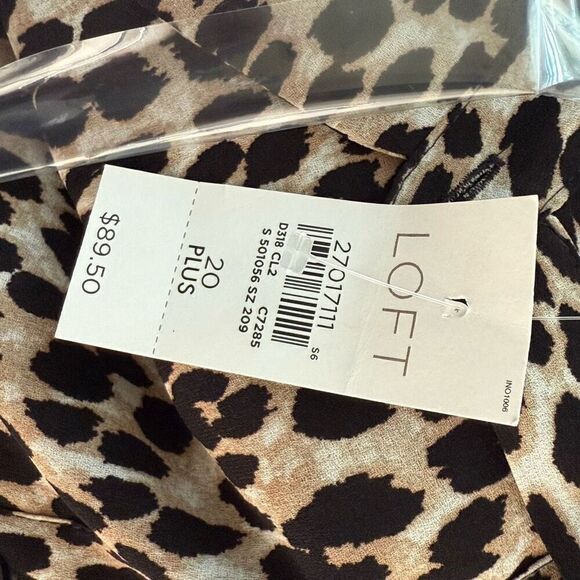 LOFT
27017111
S6
D318 CL2 C7285
S 501056 SZ 209
20
PLUS
$89.50
INO1006